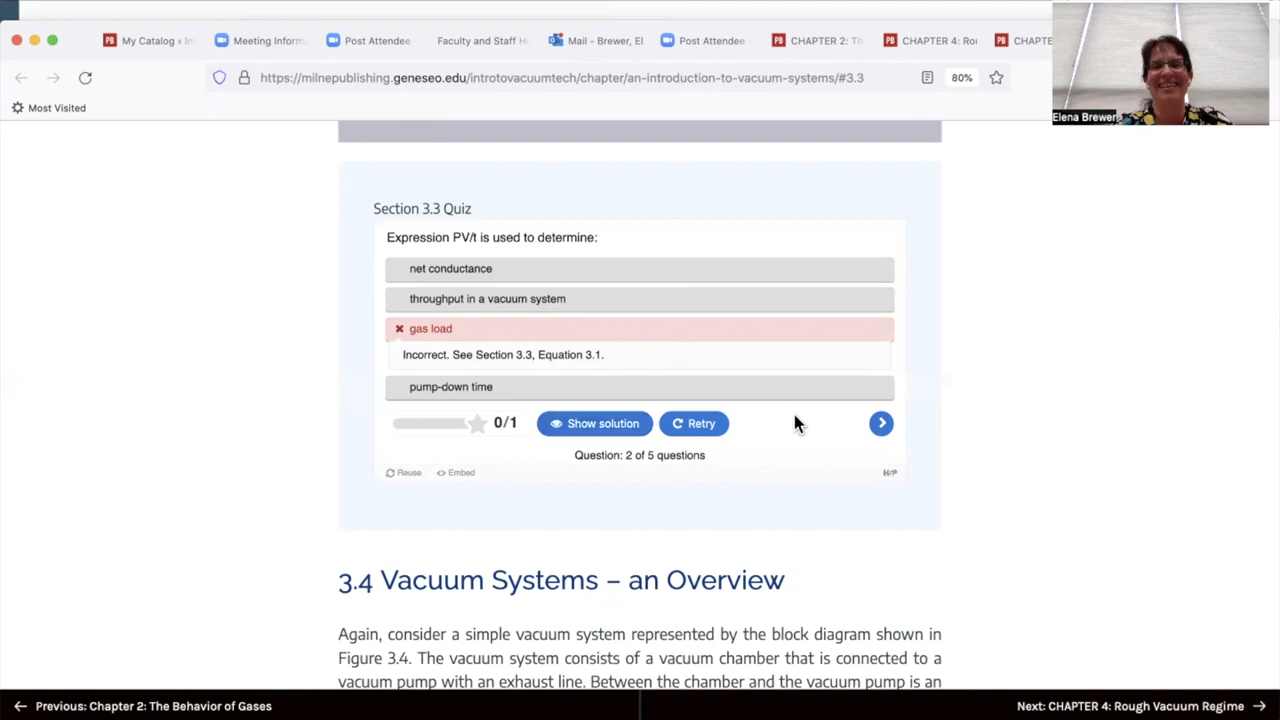 My Catalog ‹ In
Meeting Inform
Post Attendee
Faculty and Staff Ho
Mail - Brewer, El
Post Attendee
CHAPTER 2: Th
CHAPTER 4: Rou
CHAPTE
https://milnepublishing.geneseo.edu/introtovacuumtech/chapter/an-introduction-to-vacuum-systems/#3.3
80%
Most Visited
Elena Brewer
Section 3.3 Quiz
Expression PV/t is used to determine:
net conductance
throughput in a vacuum system
gas load
Incorrect. See Section 3.3, Equation 3.1.
pump-down time
0/1
Show solution
Retry
Question: 2 of 5 questions
Reuse
<> Embed
H5P
3.4 Vacuum Systems – an Overview
Again, consider a simple vacuum system represented by the block diagram shown in
Figure 3.4. The vacuum system consists of a vacuum chamber that is connected to a
vacuum pump with an exhaust line. Between the chamber and the vacuum pump is an
← Previous: Chapter 2: The Behavior of Gases
Next: CHAPTER 4: Rough Vacuum Regime →